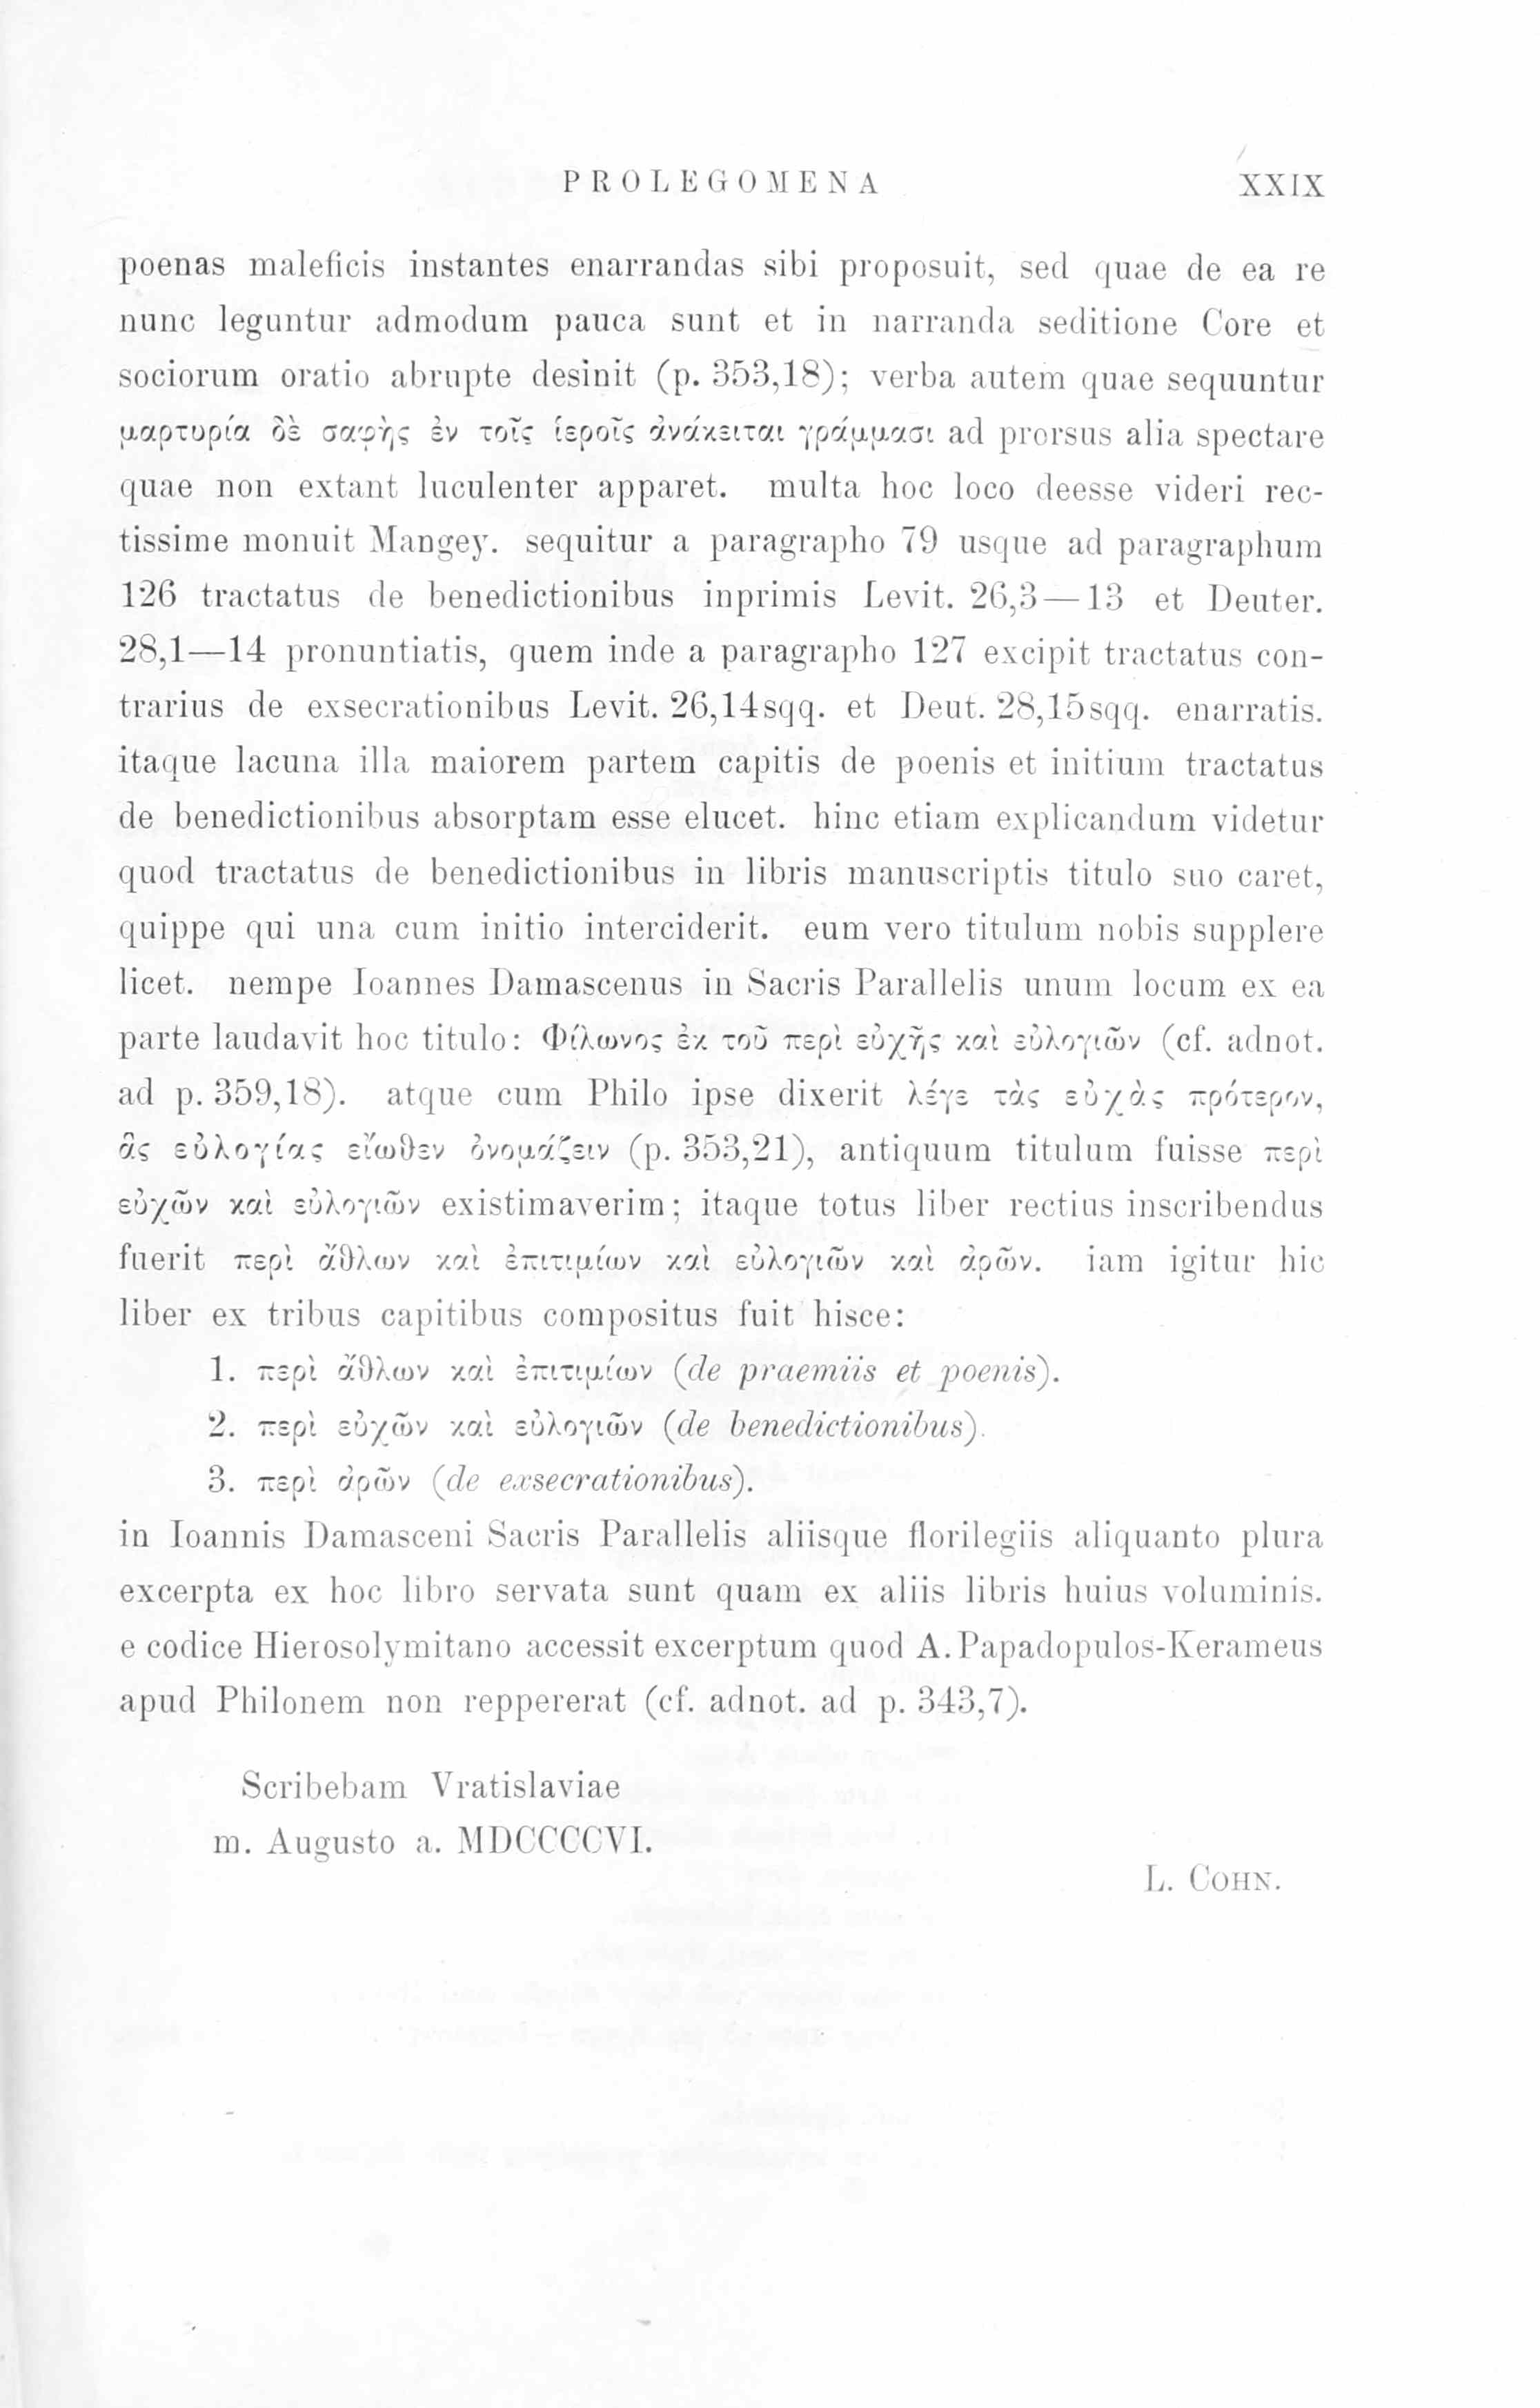 PROLEGOMENA XXIX
poenas maleficis instantes enarrandas sibi proposuit, sed quae de ea re
nunc leguntur admodum pauca sunt et in narranda seditione Core et
sociorum oratio abrupte desinit (p. 353,18); verba autem quae sequuntur
μαρτυρία δὲ σαφὴς ἐν τοῖς ἱεροῖς ἀνάκειται γράμμασι ad prorsus alia spectare
quae non extant luculenter apparet. multa hoc loco deesse videri rec-
tissime monuit Mangey. sequitur a paragrapho 79 usque ad paragraphum
126 tractatus de benedictionibus inprimis Levit. 26,3—13 et Deuter.
28,1—14 pronuntiatis, quem inde a paragrapho 127 excipit tractatus con-
trarius de exsecrationibus Levit. 26,14sqq. et Deut. 28,15sqq. enarratis.
itaque lacuna illa maiorem partem capitis de poenis et initium tractatus
de benedictionibus absorptam esse elucet. hinc etiam explicandum videtur
quod tractatus de benedictionibus in libris manuscriptis titulo suo caret,
quippe qui una cum initio interciderit. eum vero titulum nobis supplere
licet. nempe Ioannes Damascenus in Sacris Parallelis unum locum ex ea
parte laudavit hoc titulo: Φίλωνος ἐκ τοῦ περὶ εὐχῆς καὶ εὐλογιῶν (cf. adnot.
ad p. 359,18). atque cum Philo ipse dixerit λέγε τὰς εὐχὰς πρότερον,
ἃς εὐλογίας εἴωθεν ὀνομάζειν (p. 353,21), antiquum titulum fuisse περὶ
εὐχῶν καὶ εὐλογιῶν existimaverim; itaque totus liber rectius inscribendus
fuerit περὶ ἄθλων καὶ ἐπιτιμίων καὶ εὐλογιῶν καὶ ἀρῶν. iam igitur hic
liber ex tribus capitibus compositus fuit hisce:
1. περὶ ἄθλων καὶ ἐπιτιμίων (de praemiis et poenis).
2. περὶ εὐχῶν καὶ εὐλογιῶν (de benedictionibus).
3. περὶ ἀρῶν (de exsecrationibus).
in Ioannis Damasceni Sacris Parallelis aliisque florilegiis aliquanto plura
excerpta ex hoc libro servata sunt quam ex aliis libris huius voluminis.
e codice Hierosolymitano accessit excerptum quod A. Papadopulos-Kerameus
apud Philonem non reppererat (cf. adnot. ad p. 343,7).
Scribebam Vratislaviae
m. Augusto a. MDCCCCVI.
L. COHN.